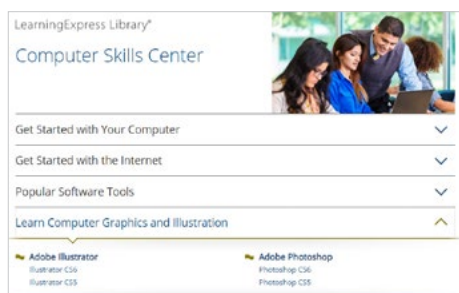 LearningExpress Library®
Computer Skills Center
Get Started with Your Computer
Get Started with the Internet
Popular Software Tools
Learn Computer Graphics and Illustration
Adobe Illustrator
Illustrator CS6
Illustrator CS5
Adobe Photoshop
Photoshop CS6
Photoshop CS5